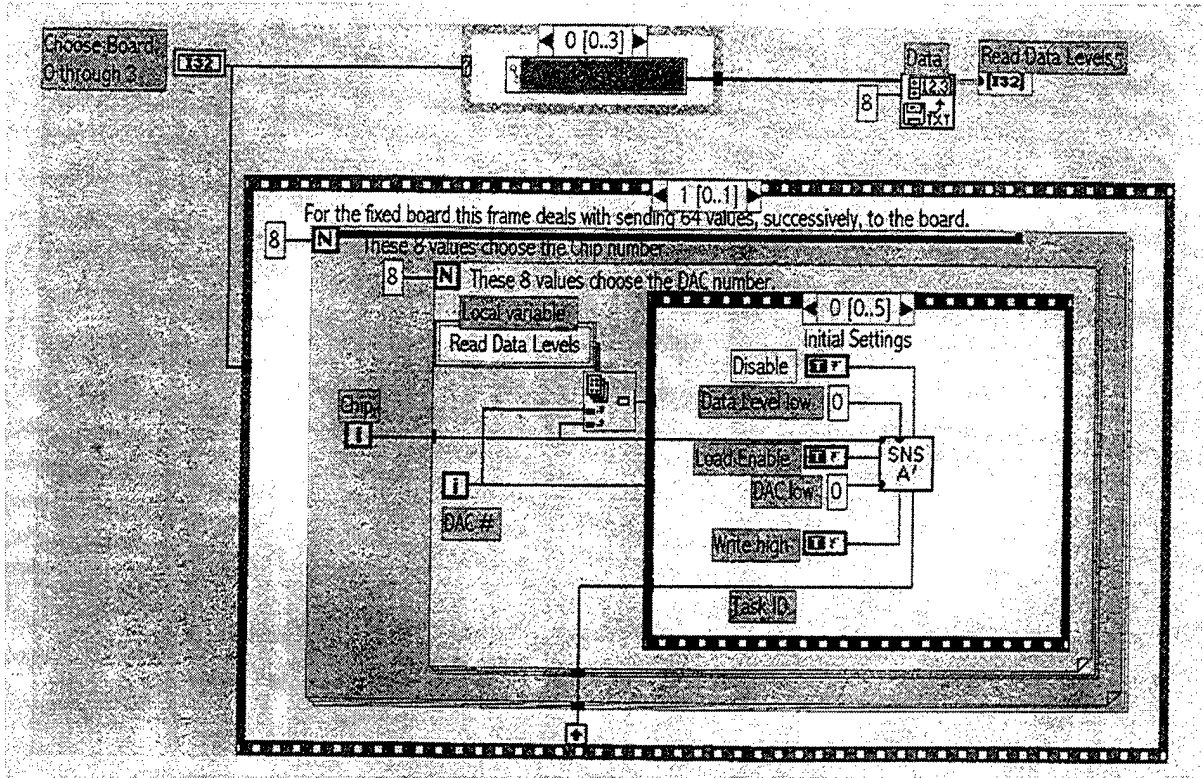 Choose Board
0 through 3
I32
0 [0..3]
8
Data
[1,2,3]
TXT
Read Data Levels
[I32]
1 [0..1]
For the fixed board this frame deals with sending 64 values, successively, to the board.
8
N
These 8 values choose the Chip number.
8
N
These 8 values choose the DAC number.
Local variable
Read Data Levels
0 [0..5]
Initial Settings
Disable
T F
Data Level low
0
Chip
i
Load Enable
T F
SNS
A'
DAC low
0
i
DAC #
Write high
T F
Task ID